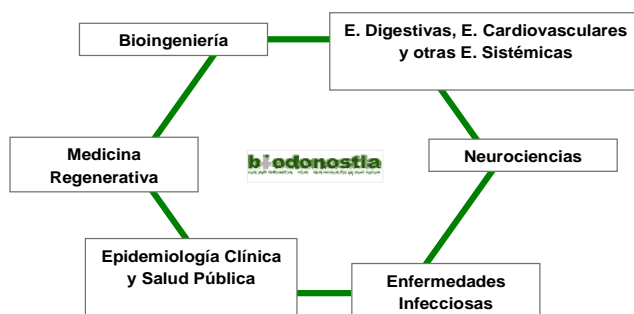 Bioingeniería
E. Digestivas, E. Cardiovasculares
y otras E. Sistémicas
Medicina
Regenerativa
biodonostia
Neurociencias
Epidemiología Clínica
y Salud Pública
Enfermedades
Infecciosas